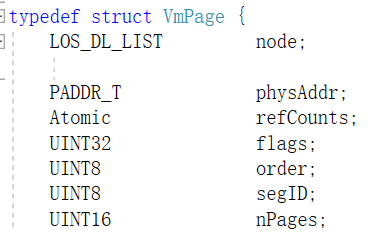 typedef struct VmPage {
LOS_DL_LIST node;
PADDR_T physAddr;
Atomic refCounts;
UINT32 flags;
UINT8 order;
UINT8 segID;
UINT16 nPages;